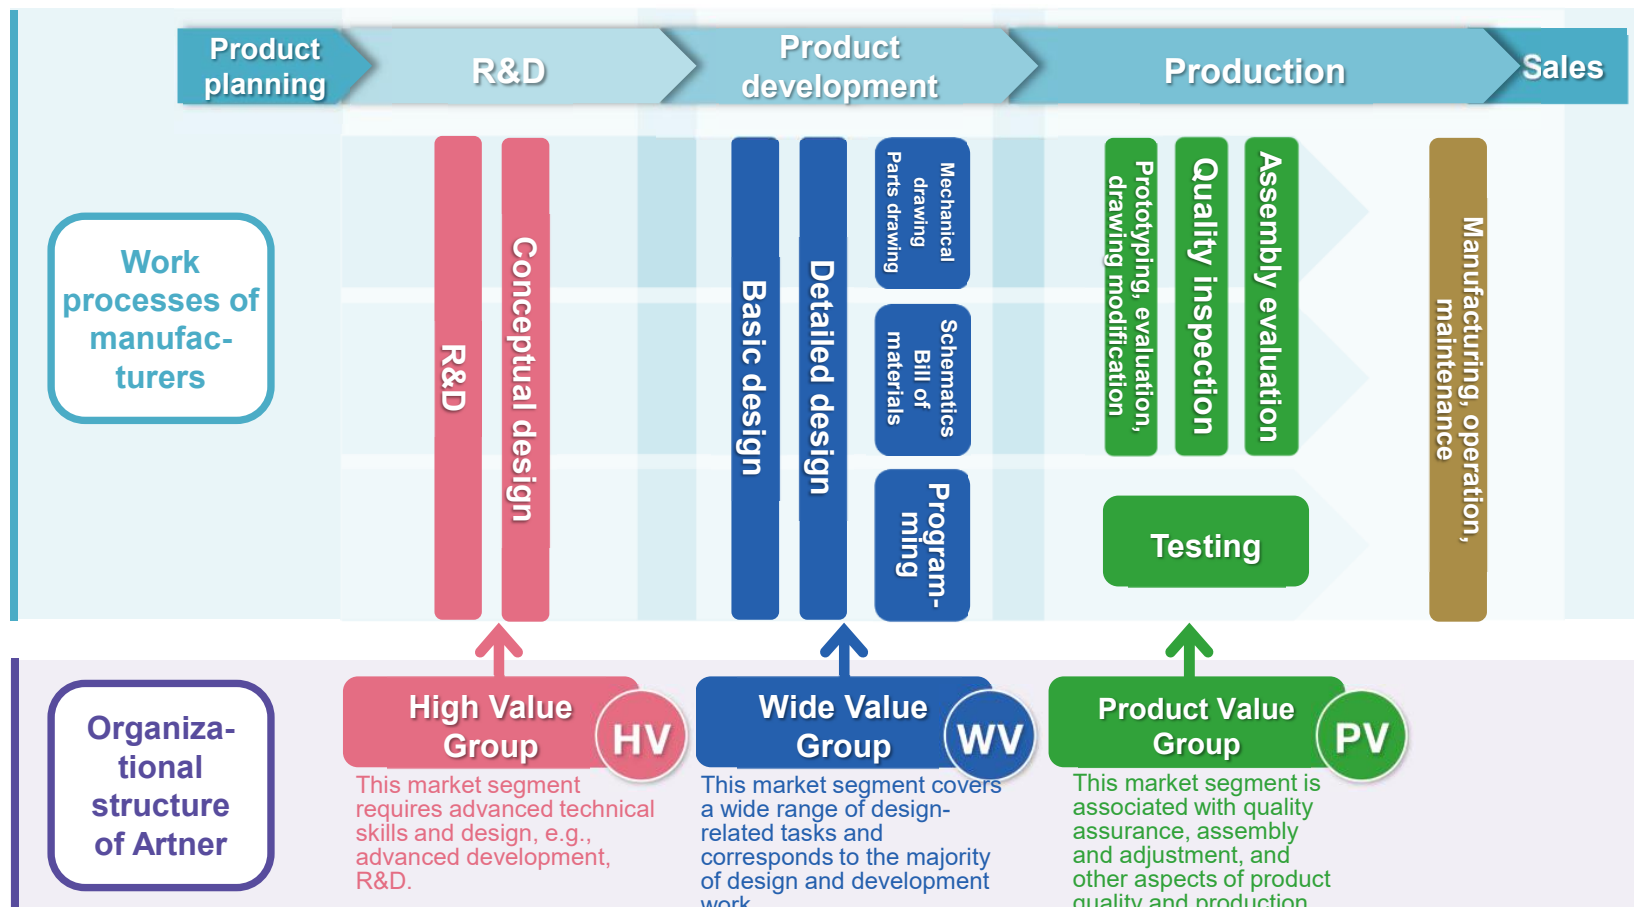 Product
planning
R&D
Product
development
Production
Sales
Work
processes of
manufac-
turers
R&D
Conceptual design
Basic design
Detailed design
Mechanical
drawing
Parts drawing
Schematics
Bill of
materials
Program-
ming
Prototyping, evaluation,
drawing modification
Quality inspection
Assembly evaluation
Testing
Manufacturing, operation,
maintenance
Organiza-
tional
structure
of Artner
High Value
Group
HV
This market segment
requires advanced technical
skills and design, e.g.,
advanced development,
R&D.
Wide Value
Group
WV
This market segment covers
a wide range of design-
related tasks and
corresponds to the majority
of design and development
work
Product Value
Group
PV
This market segment is
associated with quality
assurance, assembly
and adjustment, and
other aspects of product
quality and production